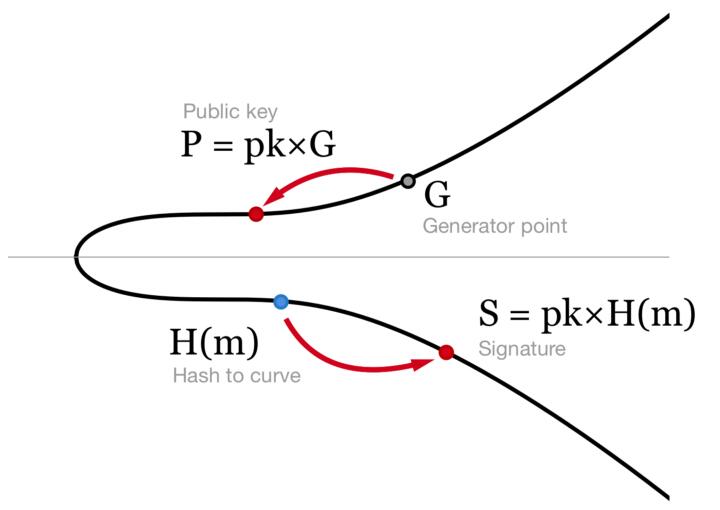 Public key
P = pk×G
G
Generator point
S = pk×H(m)
Signature
H(m)
Hash to curve